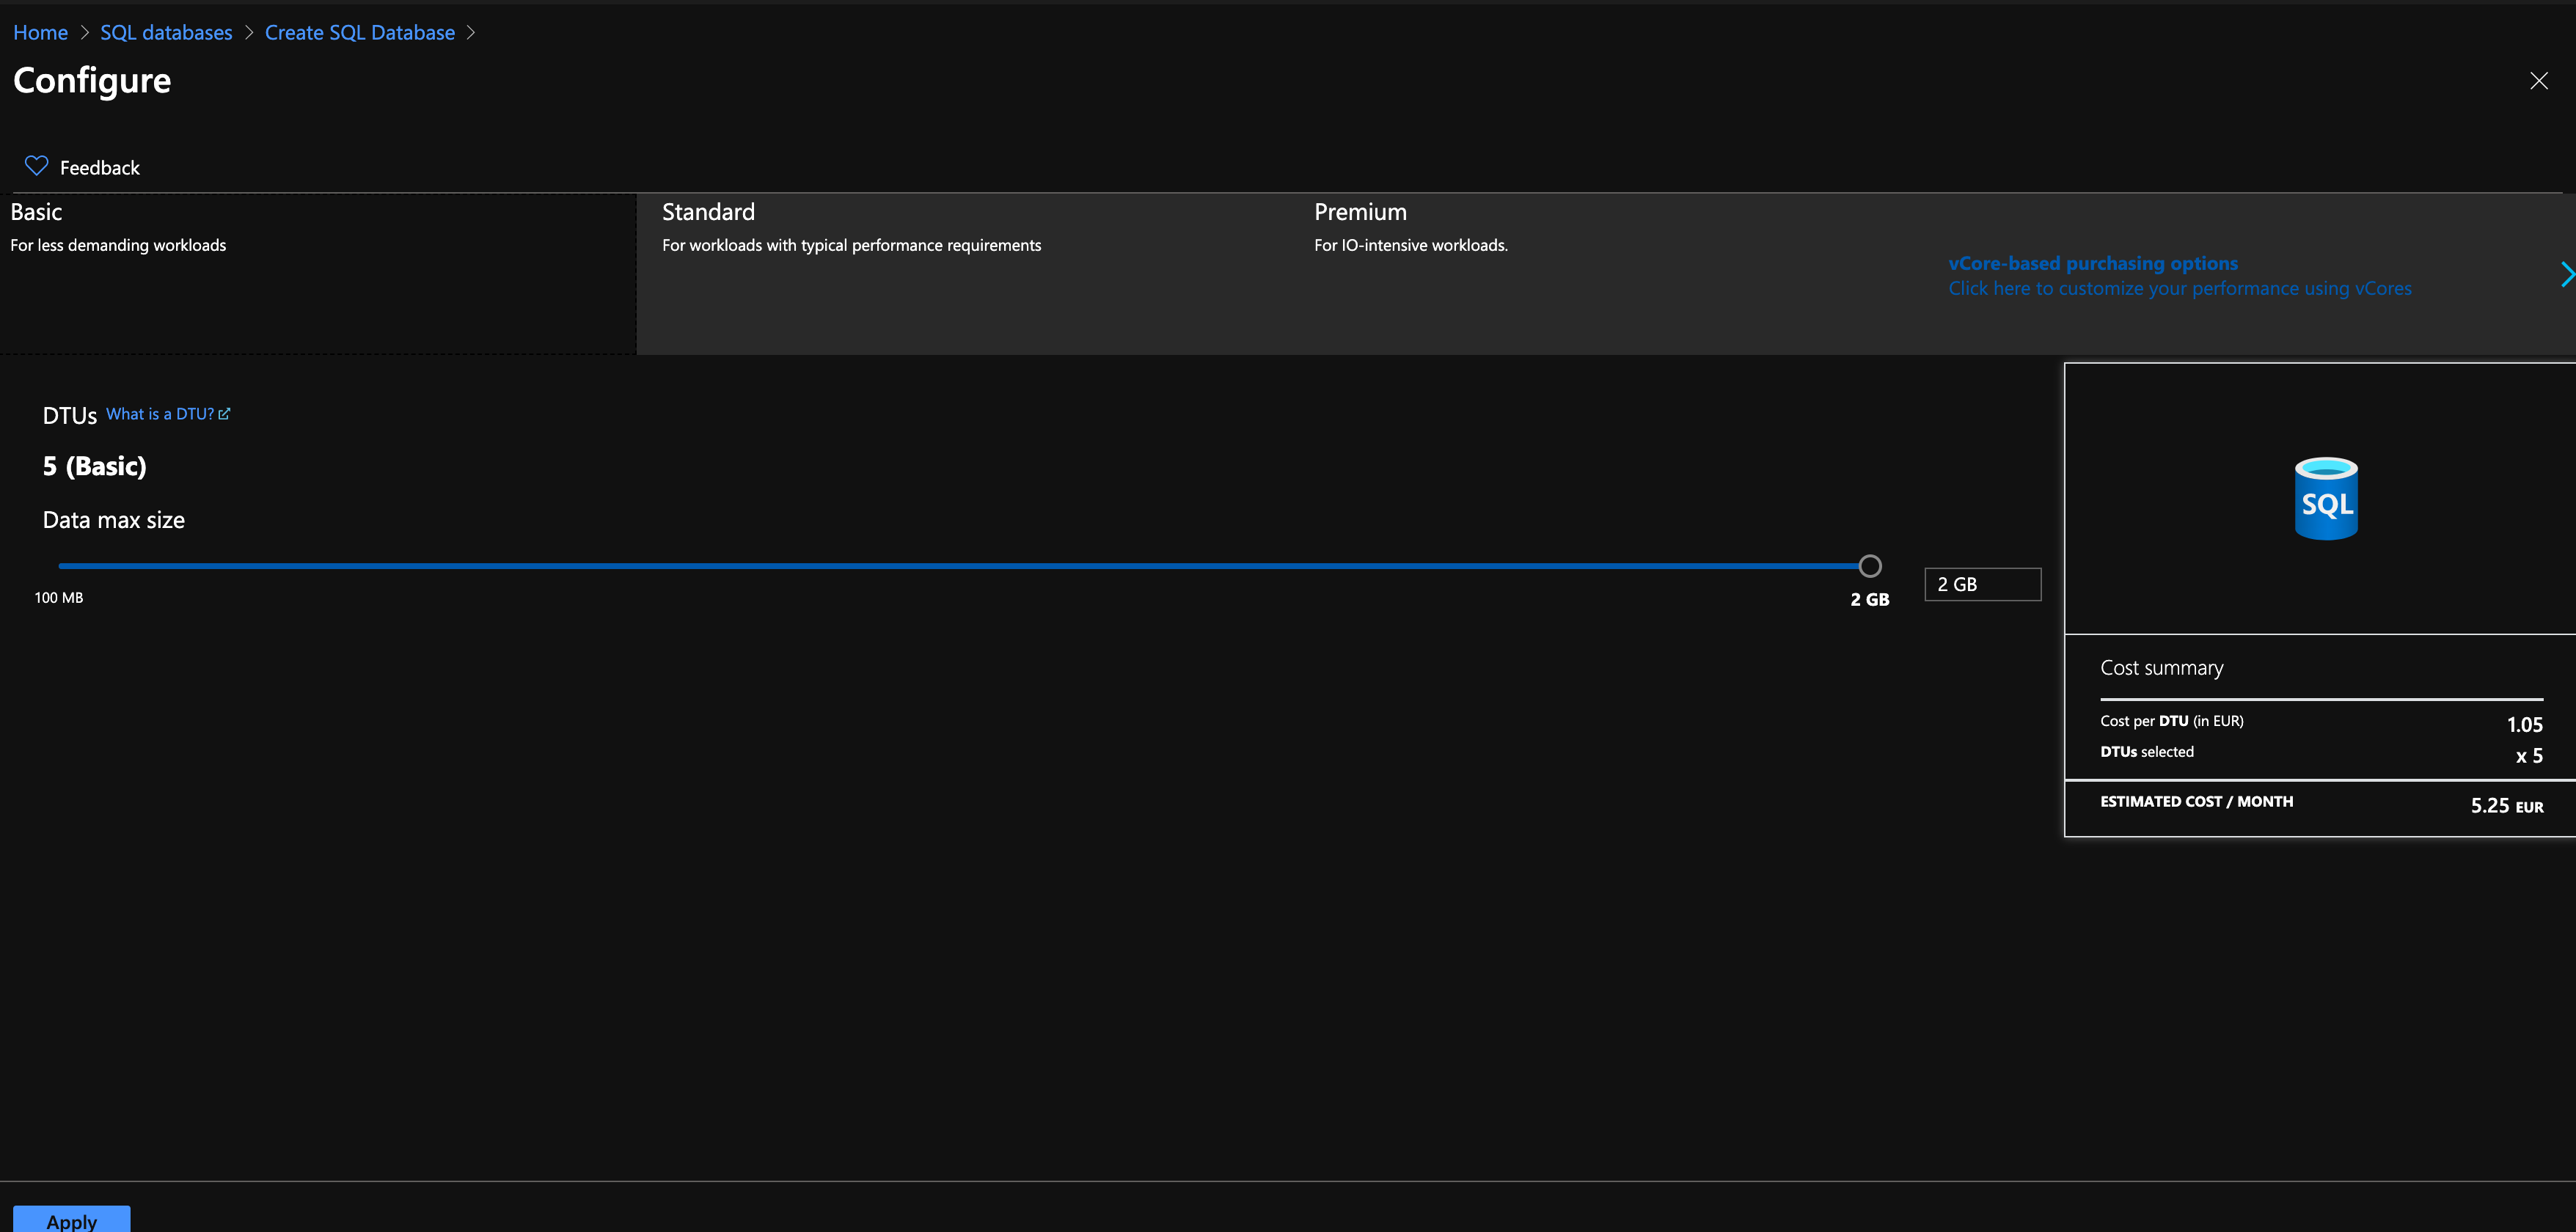 Home > SQL databases > Create SQL Database >
Configure
Feedback
Basic
For less demanding workloads
Standard
For workloads with typical performance requirements
Premium
For IO-intensive workloads.
vCore-based purchasing options
Click here to customize your performance using vCores
DTUs What is a DTU?
5 (Basic)
Data max size
100 MB
2 GB
2 GB
SQL
Cost summary
Cost per DTU (in EUR) 1.05
DTUs selected x 5
ESTIMATED COST / MONTH 5.25 EUR
Apply